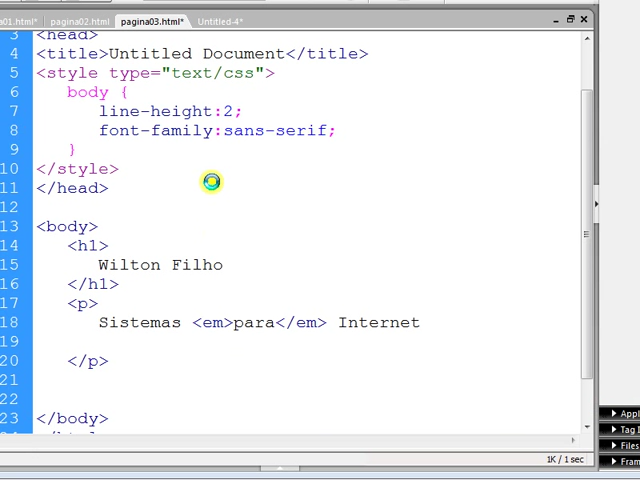 01.html* pagina02.html pagina03.html* Untitled-4*
3 <head>
4 <title>Untitled Document</title>
5 <style type="text/css">
6 body {
7 line-height:2;
8 font-family:sans-serif;
9 }
10 </style>
11 </head>
12
13 <body>
14 <h1>
15 Wilton Filho
16 </h1>
17 <p>
18 Sistemas <em>para</em> Internet
19
20 </p>
21
22
23 </body>
1K / 1 sec
Appl
Tag I
Files
Fram